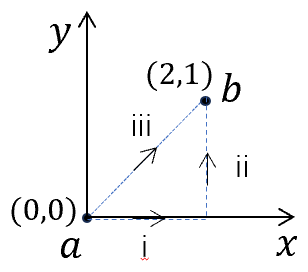 y
(2,1) b
iii
ii
(0,0)
a i x